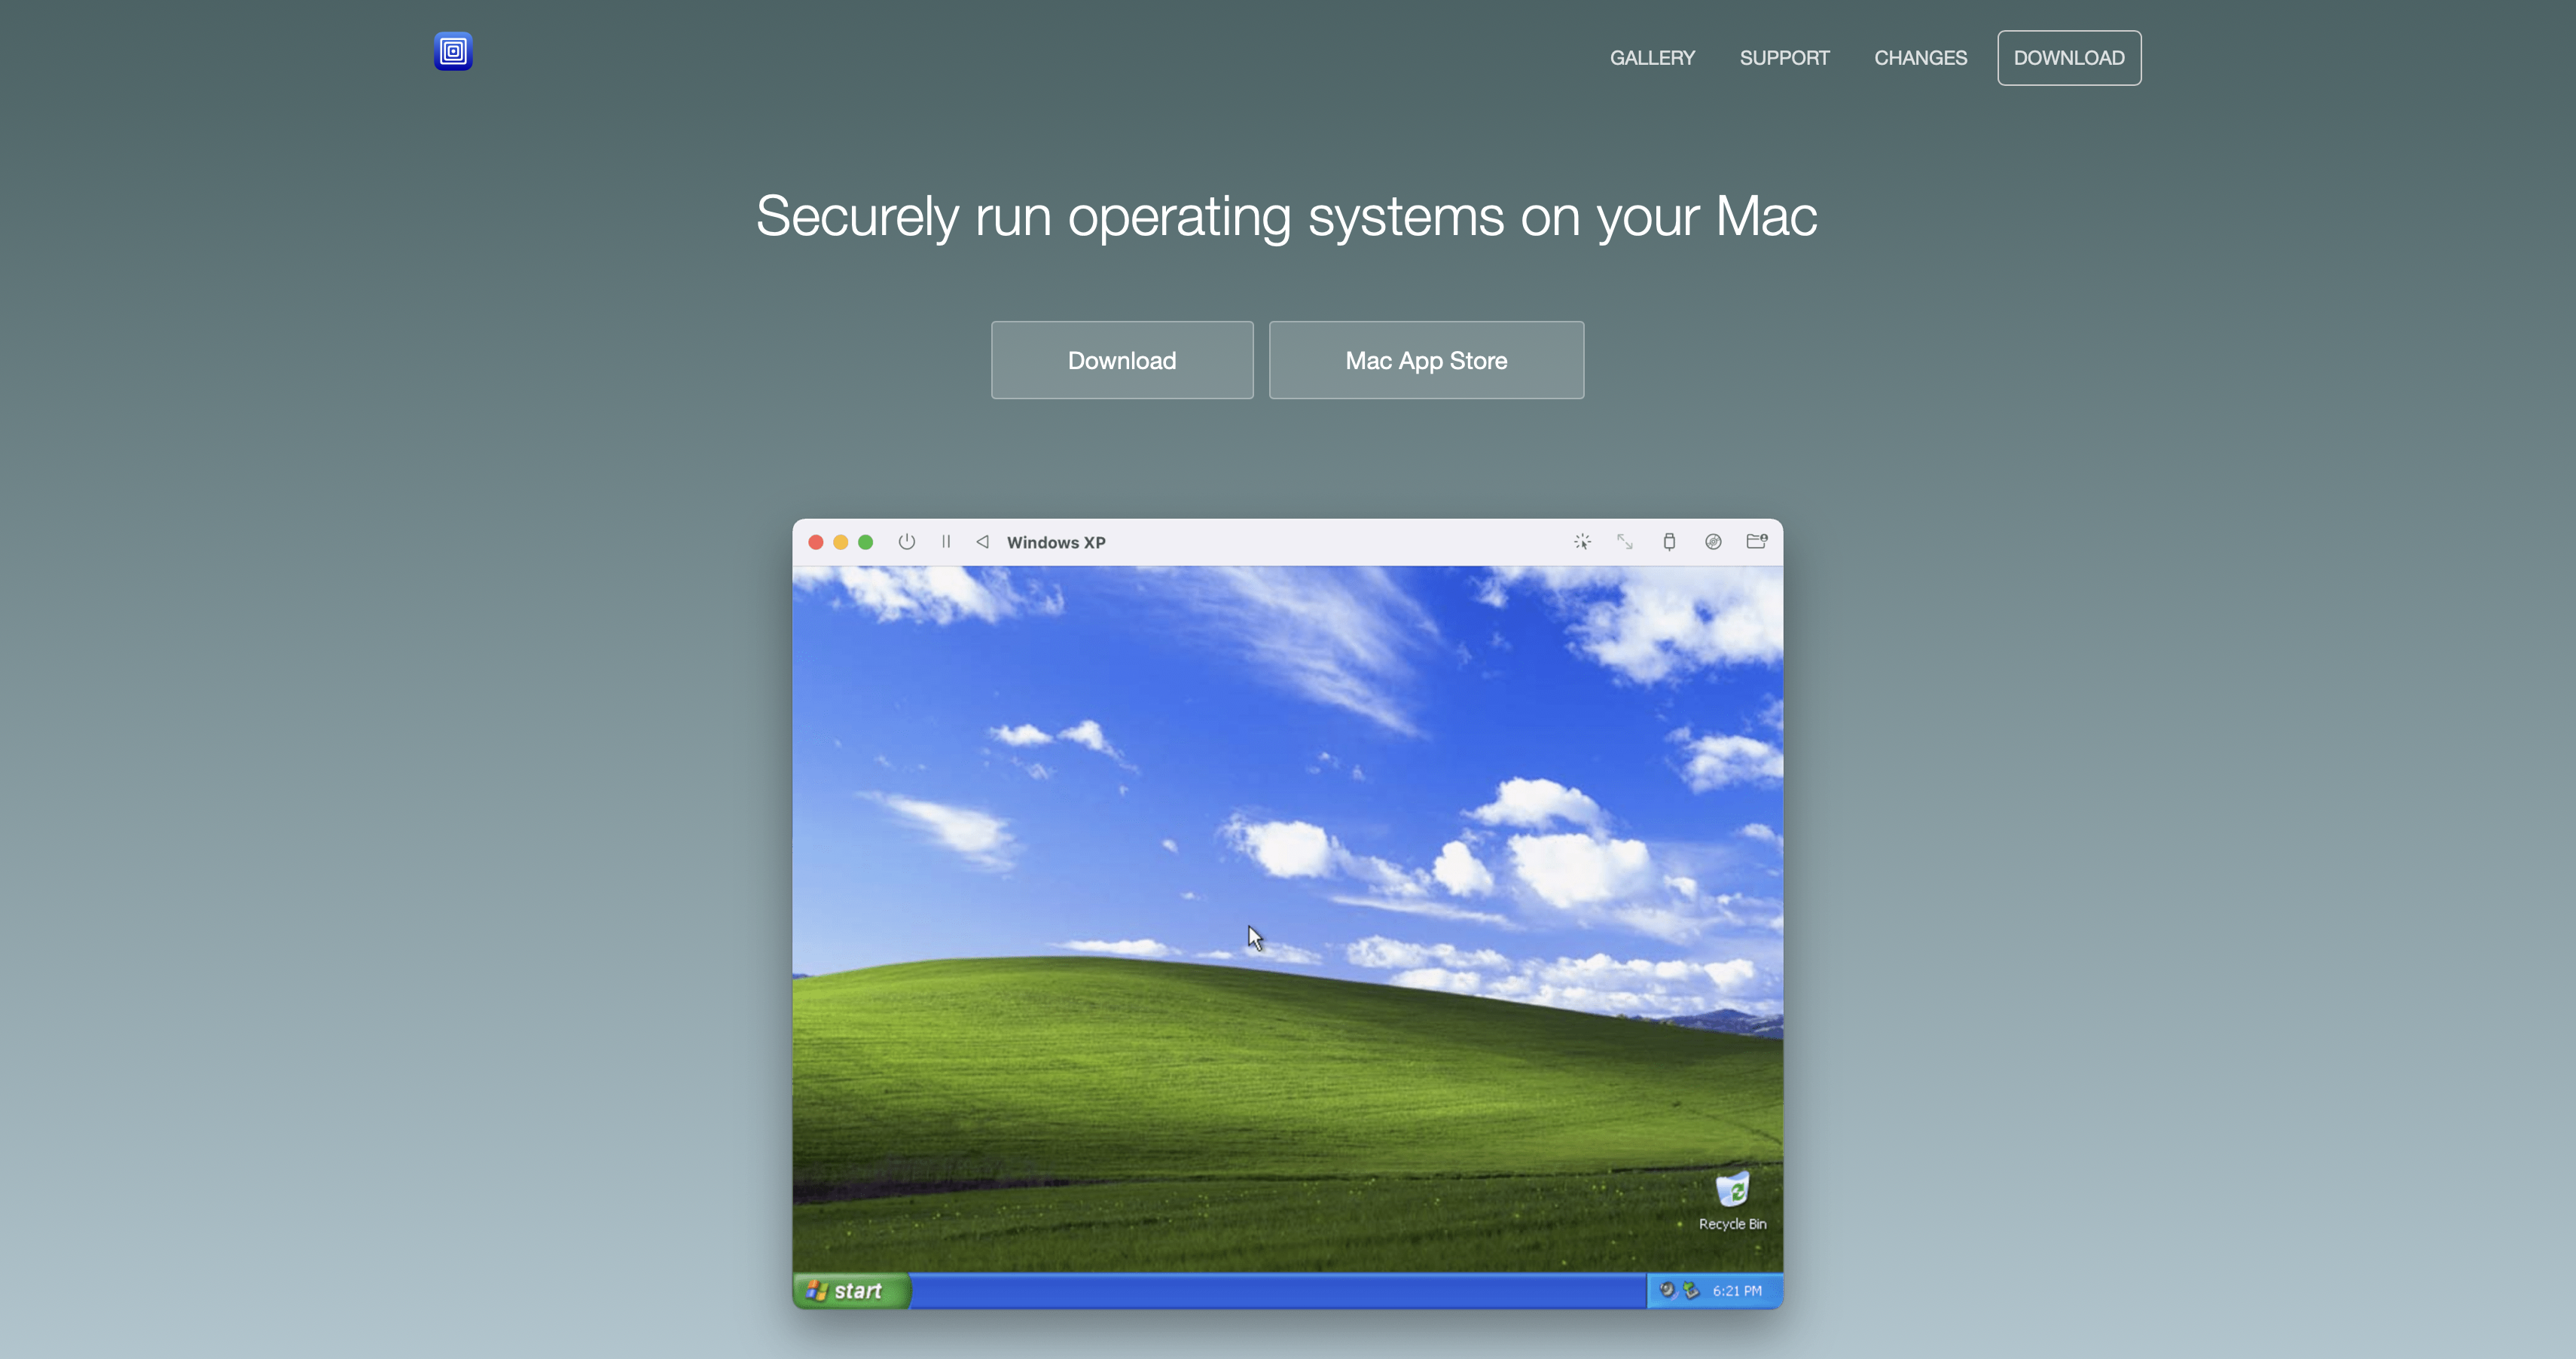 GALLERY SUPPORT CHANGES DOWNLOAD
Securely run operating systems on your Mac
Download Mac App Store
Windows XP
Recycle Bin
start 6:21 PM